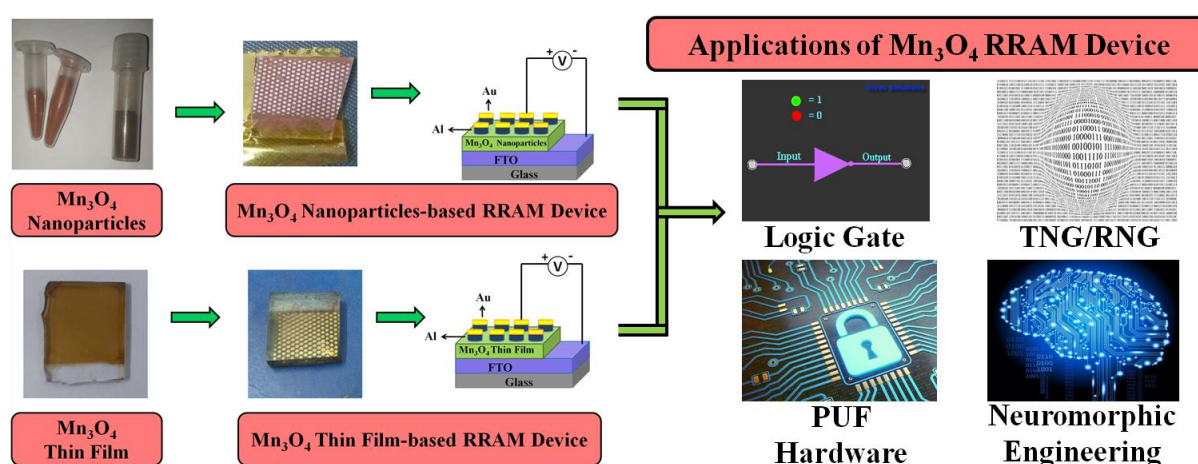 Mn₃O₄
Nanoparticles
Au
Al
Mn₃O₄ Nanoparticles
FTO
Glass
+
V
-
Mn₃O₄ Nanoparticles-based RRAM Device
Mn₃O₄
Thin Film
Au
Al
Mn₃O₄ Thin Film
FTO
Glass
+
V
-
Mn₃O₄ Thin Film-based RRAM Device
Applications of Mn₃O₄ RRAM Device
= 1
= 0
Input
Output
Logic Gate
TNG/RNG
PUF
Hardware
Neuromorphic
Engineering